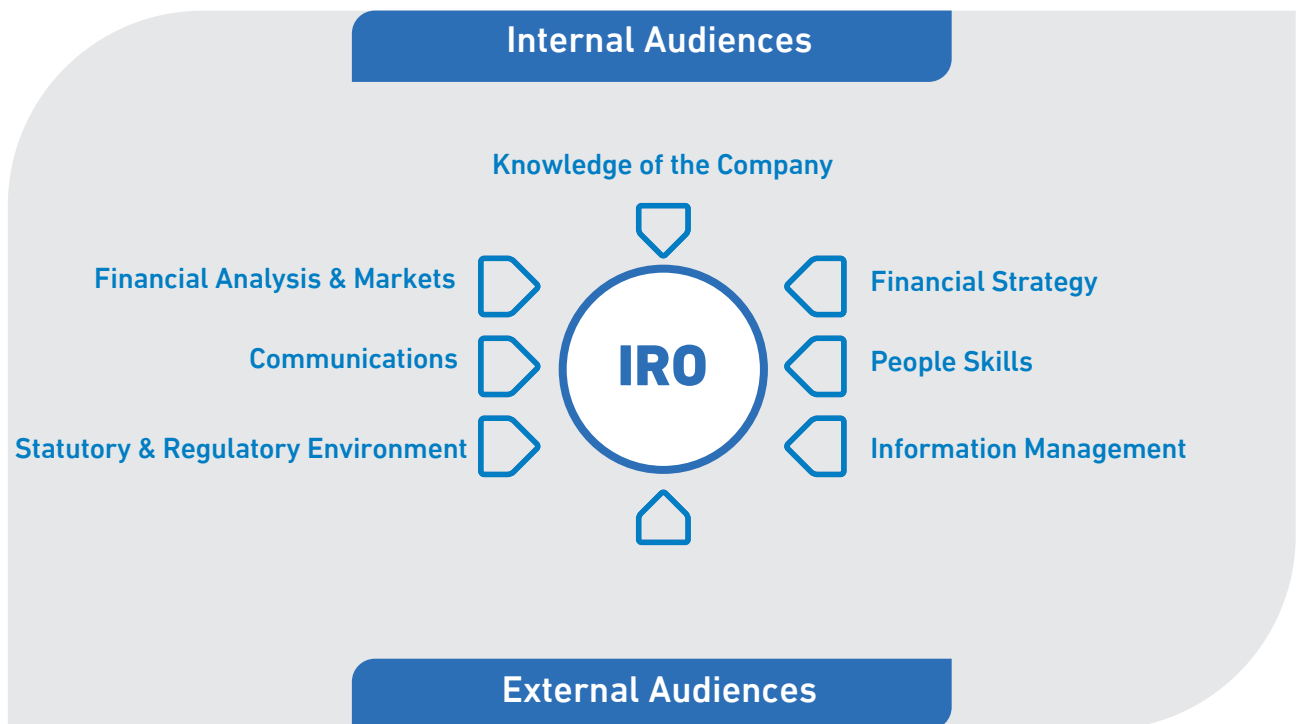 Internal Audiences
Knowledge of the Company
Financial Analysis & Markets
Financial Strategy
Communications
IRO
People Skills
Statutory & Regulatory Environment
Information Management
External Audiences